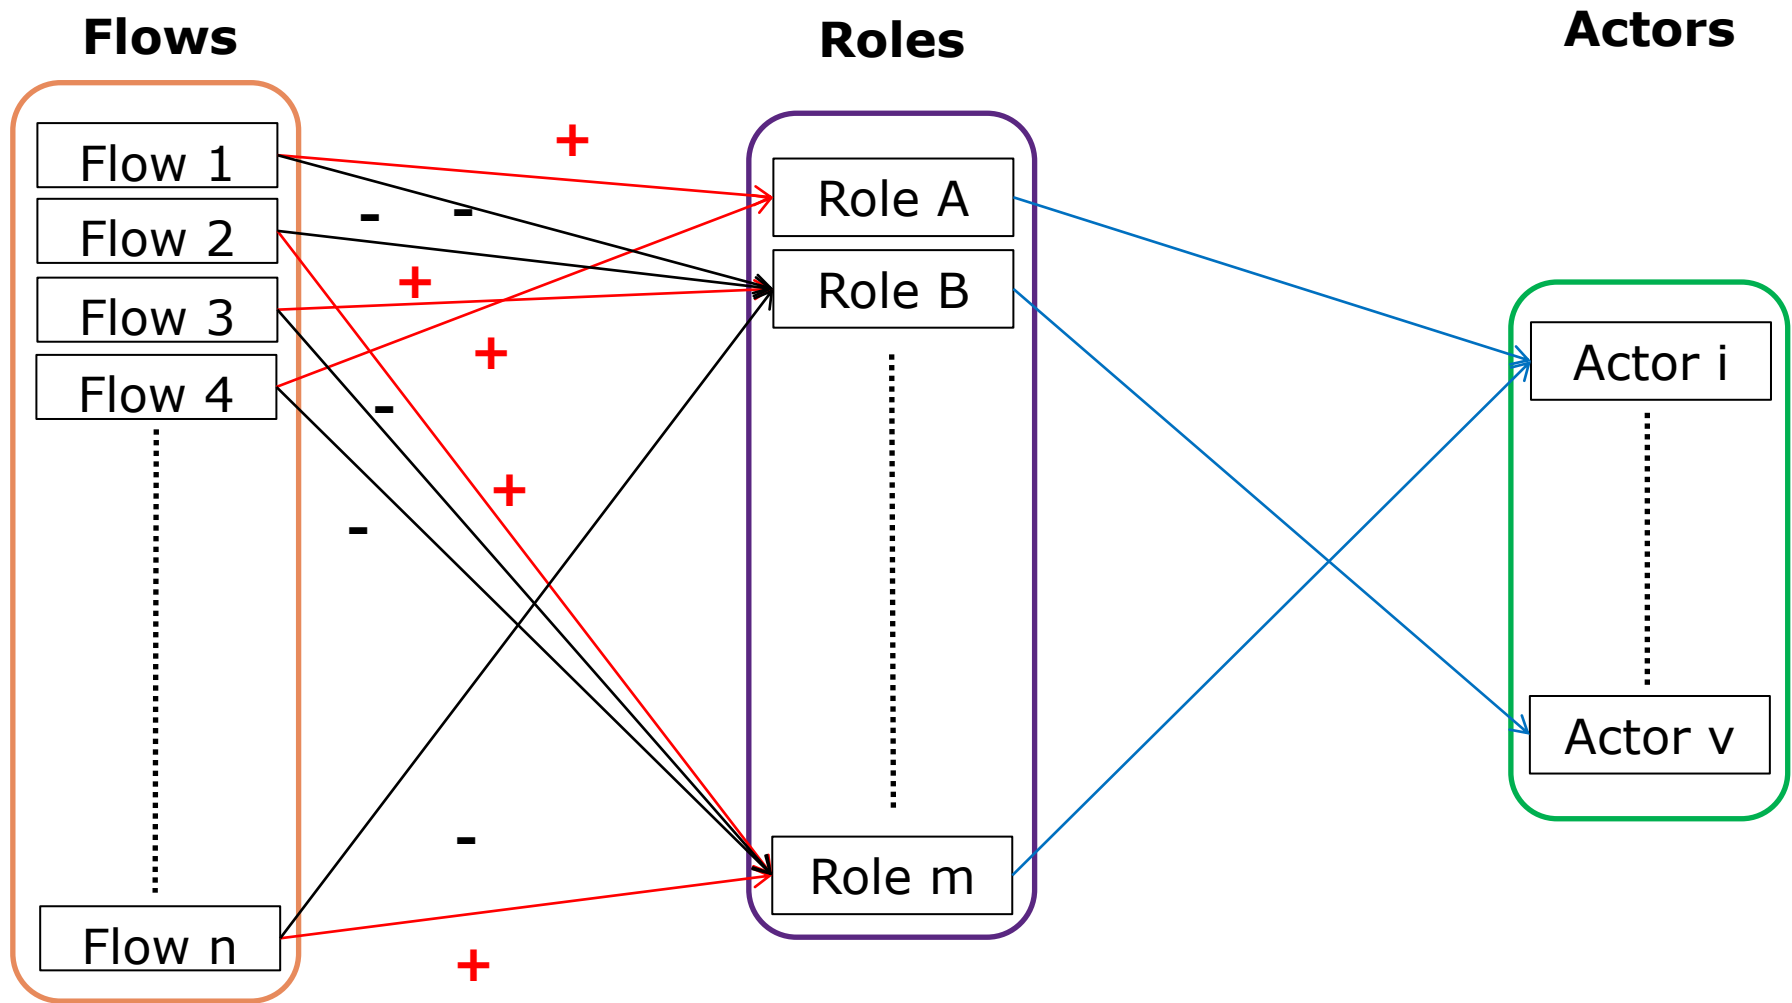 Flows
Roles
Actors
Flow 1
Flow 2
Flow 3
Flow 4
Flow n
+
-
-
+
+
-
+
-
-
+
Role A
Role B
Role m
Actor i
Actor v